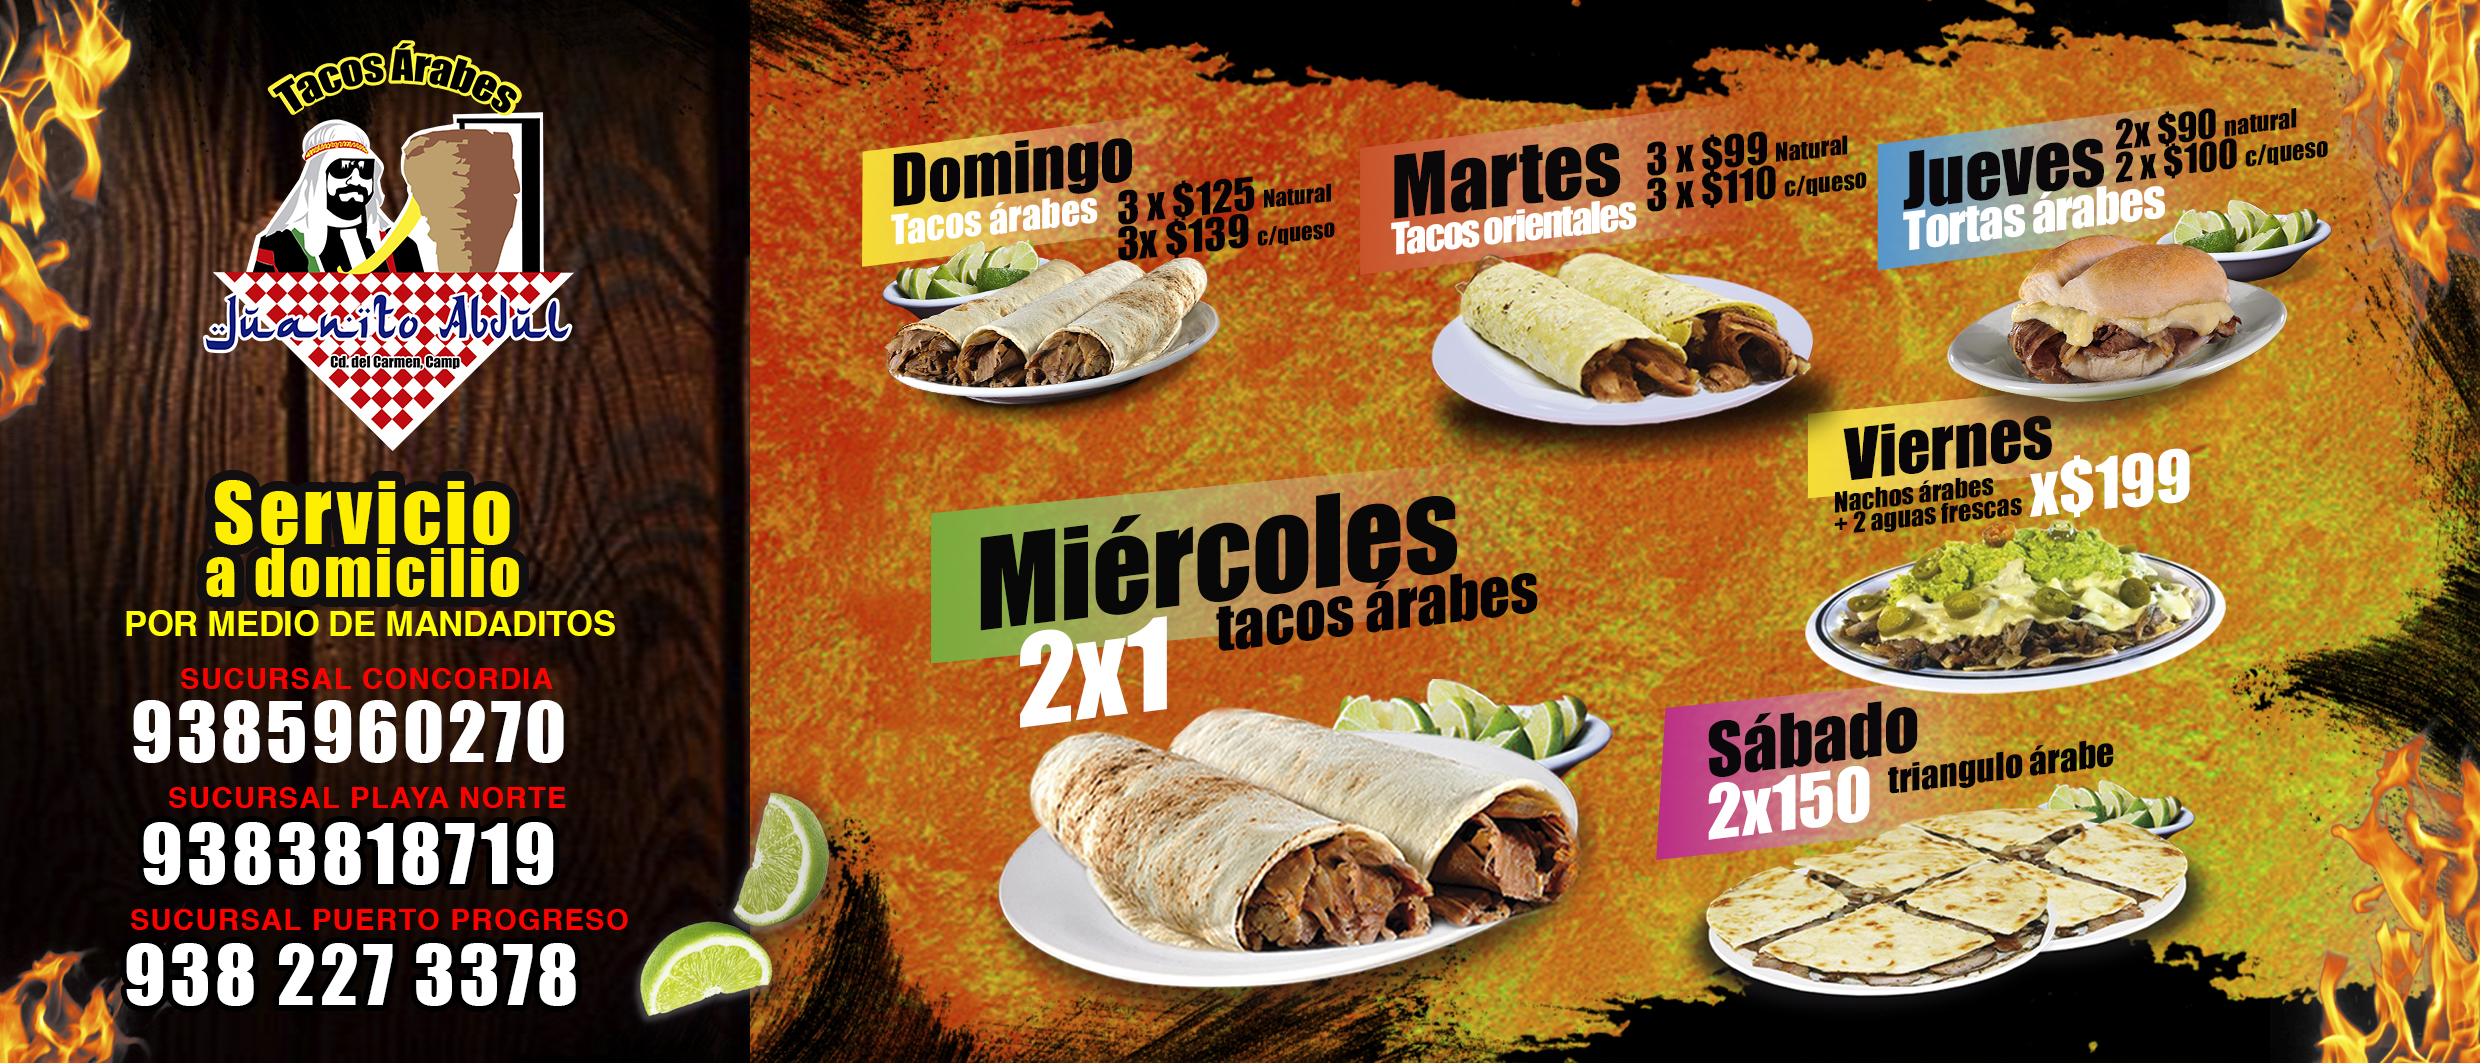 Tacos Árabes
Juanito Abdul
Cd. del Carmen, Camp
Servicio
a domicilio
POR MEDIO DE MANDADITOS
SUCURSAL CONCORDIA
9385960270
SUCURSAL PLAYA NORTE
9383818719
SUCURSAL PUERTO PROGRESO
938 227 3378
Domingo
Tacos árabes
3 x $125 Natural
3x $139 c/queso
Martes
Tacos orientales
3 x $99 Natural
3 x $110 c/queso
Jueves
Tortas árabes
2x $90 natural
2 x $100 c/queso
Miércoles
2x1 tacos árabes
Viernes
Nachos árabes
+ 2 aguas frescas
x$199
Sábado
2x150 triangulo árabe